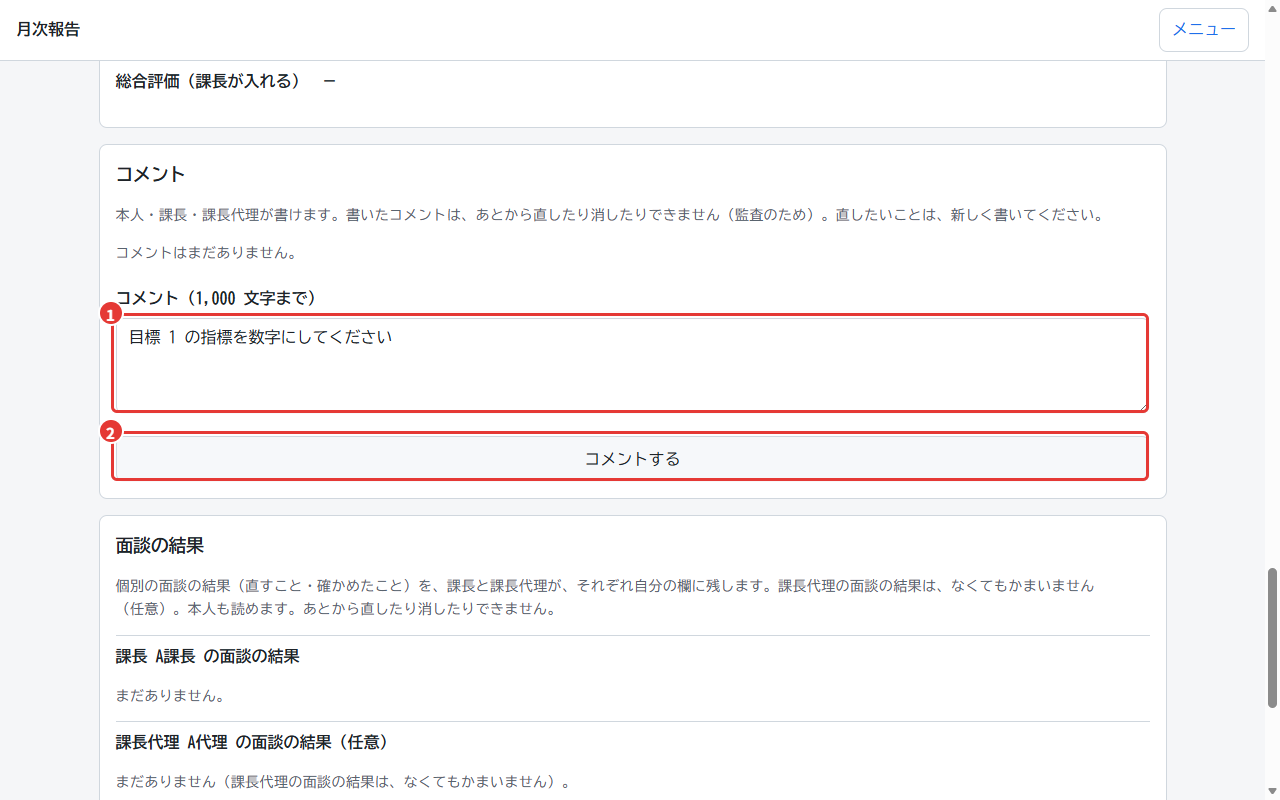 月次報告
メニュー
総合評価（課長が入れる） －
コメント
本人・課長・課長代理が書けます。書いたコメントは、あとから直したり消したりできません（監査のため）。直したいことは、新しく書いてください。
コメントはまだありません。
コメント（1,000 文字まで）
1
目標 1 の指標を数字にしてください
2
コメントする
面談の結果
個別の面談の結果（直すこと・確かめたこと）を、課長と課長代理が、それぞれ自分の欄に残します。課長代理の面談の結果は、なくてもかまいません
（任意）。本人も読めます。あとから直したり消したりできません。
課長 A課長 の面談の結果
まだありません。
課長代理 A代理 の面談の結果（任意）
まだありません（課長代理の面談の結果は、なくてもかまいません）。